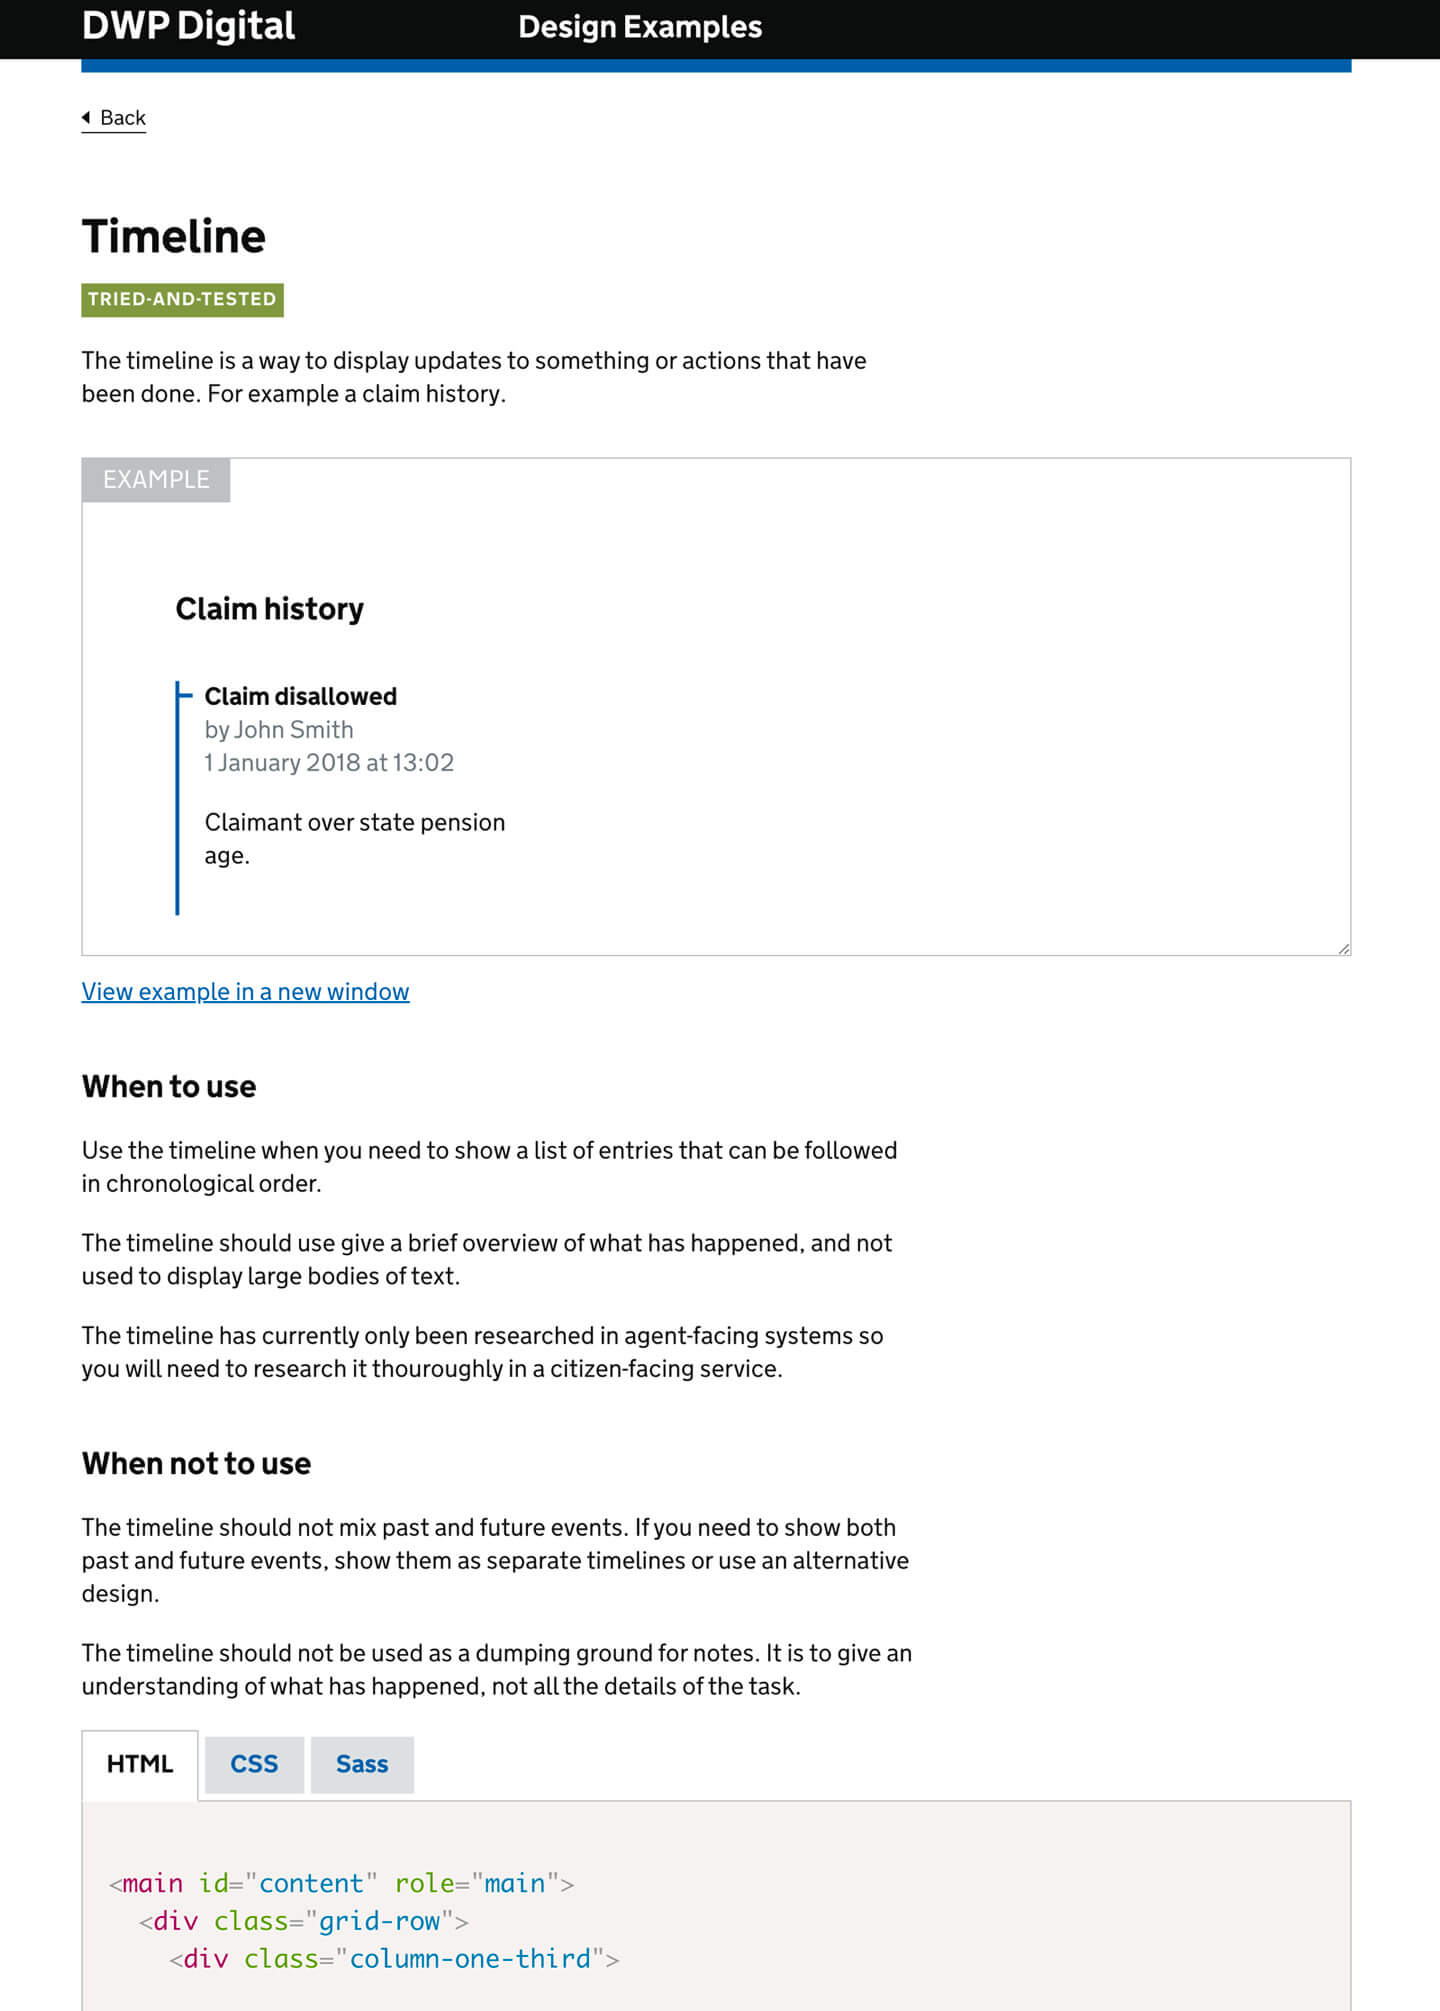 DWP Digital
Design Examples
Back
Timeline
TRIED-AND-TESTED
The timeline is a way to display updates to something or actions that have
been done. For example a claim history.
EXAMPLE
Claim history
Claim disallowed
by John Smith
1 January 2018 at 13:02
Claimant over state pension
age.
View example in a new window
When to use
Use the timeline when you need to show a list of entries that can be followed
in chronological order.
The timeline should use give a brief overview of what has happened, and not
used to display large bodies of text.
The timeline has currently only been researched in agent-facing systems so
you will need to research it thouroughly in a citizen-facing service.
When not to use
The timeline should not mix past and future events. If you need to show both
past and future events, show them as separate timelines or use an alternative
design.
The timeline should not be used as a dumping ground for notes. It is to give an
understanding of what has happened, not all the details of the task.
HTML
CSS
Sass
<main id="content" role="main">
<div class="grid-row">
<div class="column-one-third">